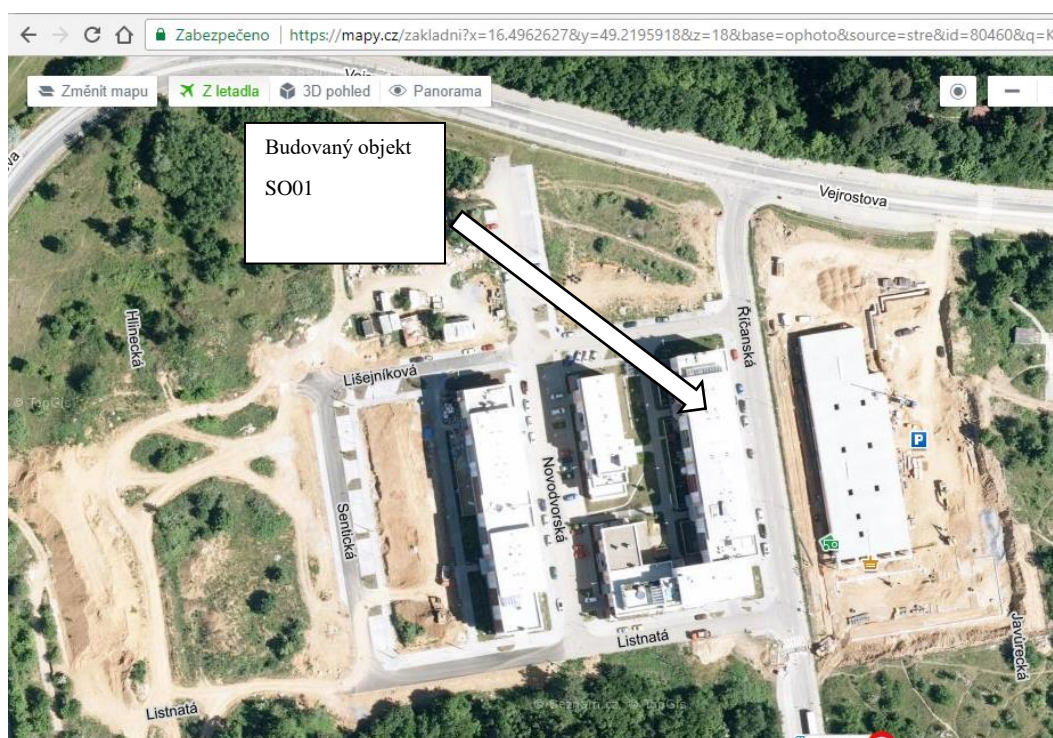 Zabezpečeno | https://mapy.cz/zakladni?x=16.4962627&y=49.2195918&z=18&base=ophoto&source=stre&id=80460&q=K
Změnit mapu
Z letadla
3D pohled
Panorama
Budovaný objekt
SO01
Vejrostova
Hlinecká
Říčanská
Lišejníková
P
Novodvorská
Sentická
Listnatá
Javůrecká
Listnatá